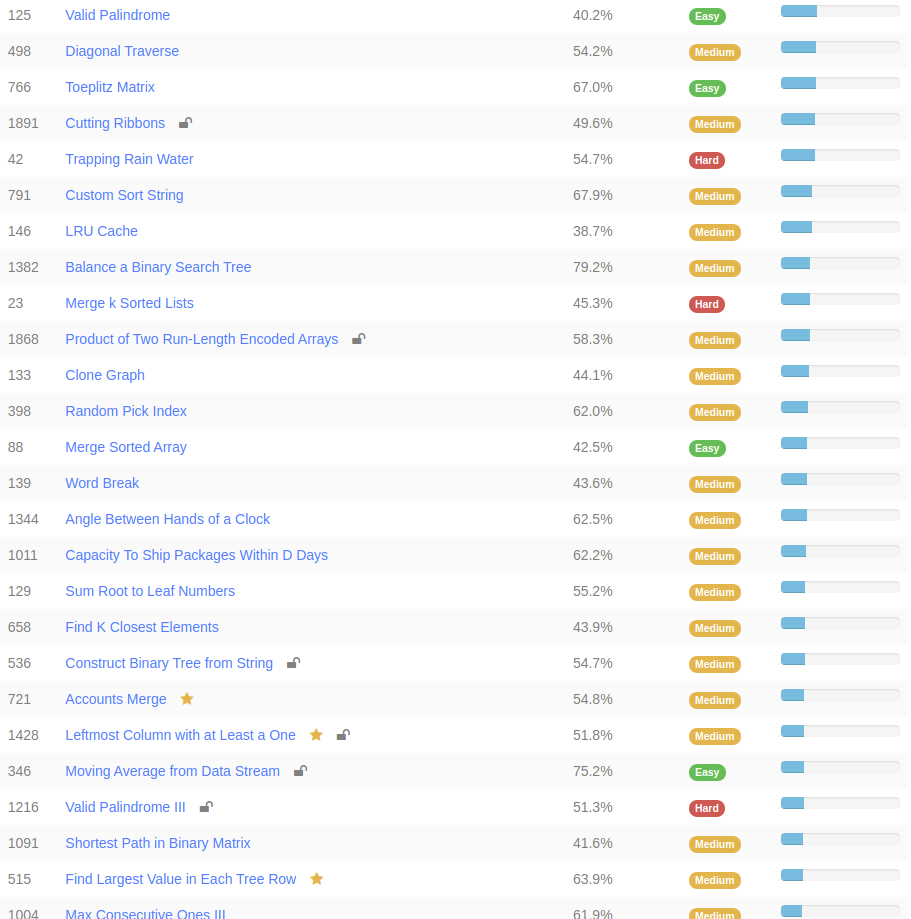 125 Valid Palindrome 40.2% Easy
498 Diagonal Traverse 54.2% Medium
766 Toeplitz Matrix 67.0% Easy
1891 Cutting Ribbons 49.6% Medium
42 Trapping Rain Water 54.7% Hard
791 Custom Sort String 67.9% Medium
146 LRU Cache 38.7% Medium
1382 Balance a Binary Search Tree 79.2% Medium
23 Merge k Sorted Lists 45.3% Hard
1868 Product of Two Run-Length Encoded Arrays 58.3% Medium
133 Clone Graph 44.1% Medium
398 Random Pick Index 62.0% Medium
88 Merge Sorted Array 42.5% Easy
139 Word Break 43.6% Medium
1344 Angle Between Hands of a Clock 62.5% Medium
1011 Capacity To Ship Packages Within D Days 62.2% Medium
129 Sum Root to Leaf Numbers 55.2% Medium
658 Find K Closest Elements 43.9% Medium
536 Construct Binary Tree from String 54.7% Medium
721 Accounts Merge 54.8% Medium
1428 Leftmost Column with at Least a One 51.8% Medium
346 Moving Average from Data Stream 75.2% Easy
1216 Valid Palindrome III 51.3% Hard
1091 Shortest Path in Binary Matrix 41.6% Medium
515 Find Largest Value in Each Tree Row 63.9% Medium
1004 Max Consecutive Ones III 61.9% Medium